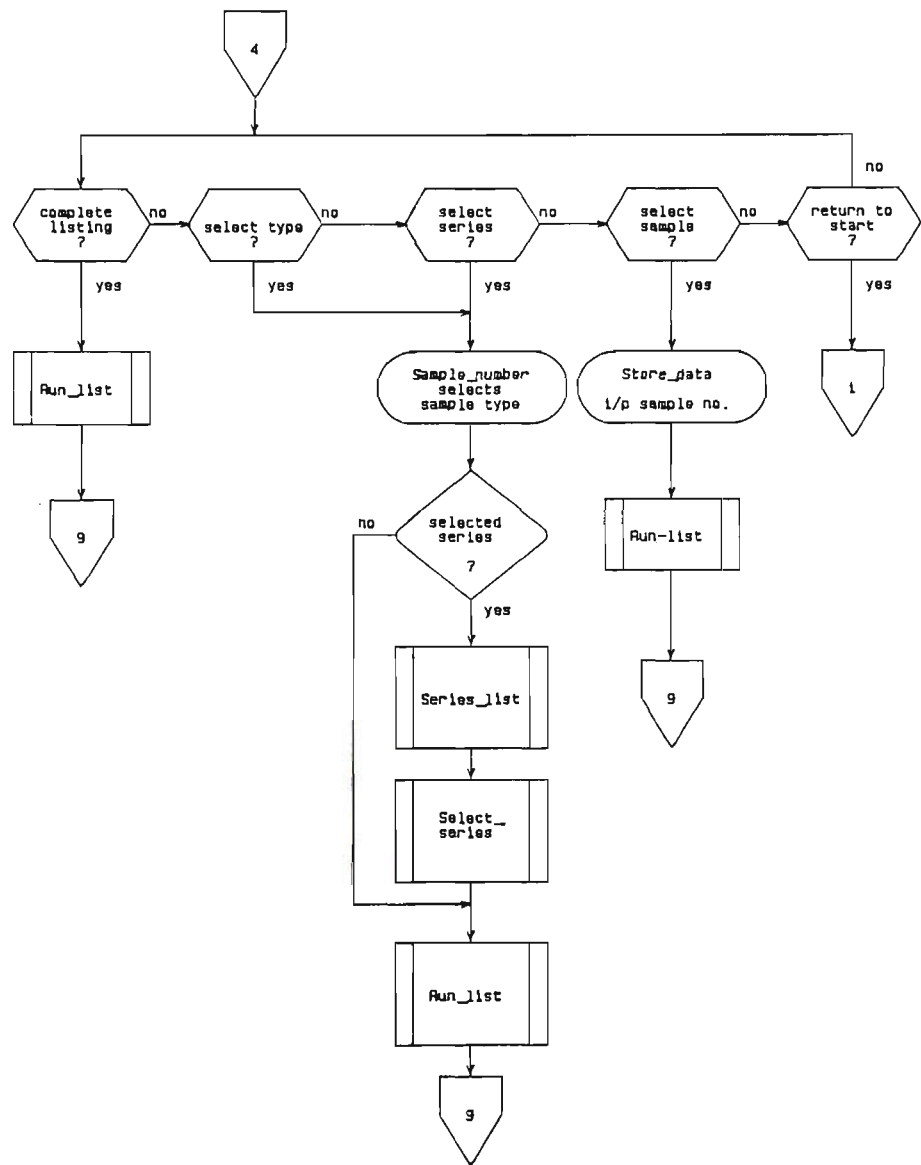 4
no
complete
listing
?
no
select type
?
no
select
series
?
no
select
sample
?
no
return to
start
?
yes
yes
yes
yes
yes
Run_list
Sample_number
selects
sample type
Store_data
i/p sample no.
1
9
no
selected
series
?
yes
Run-list
Series_list
9
Select_
series
Run_list
9